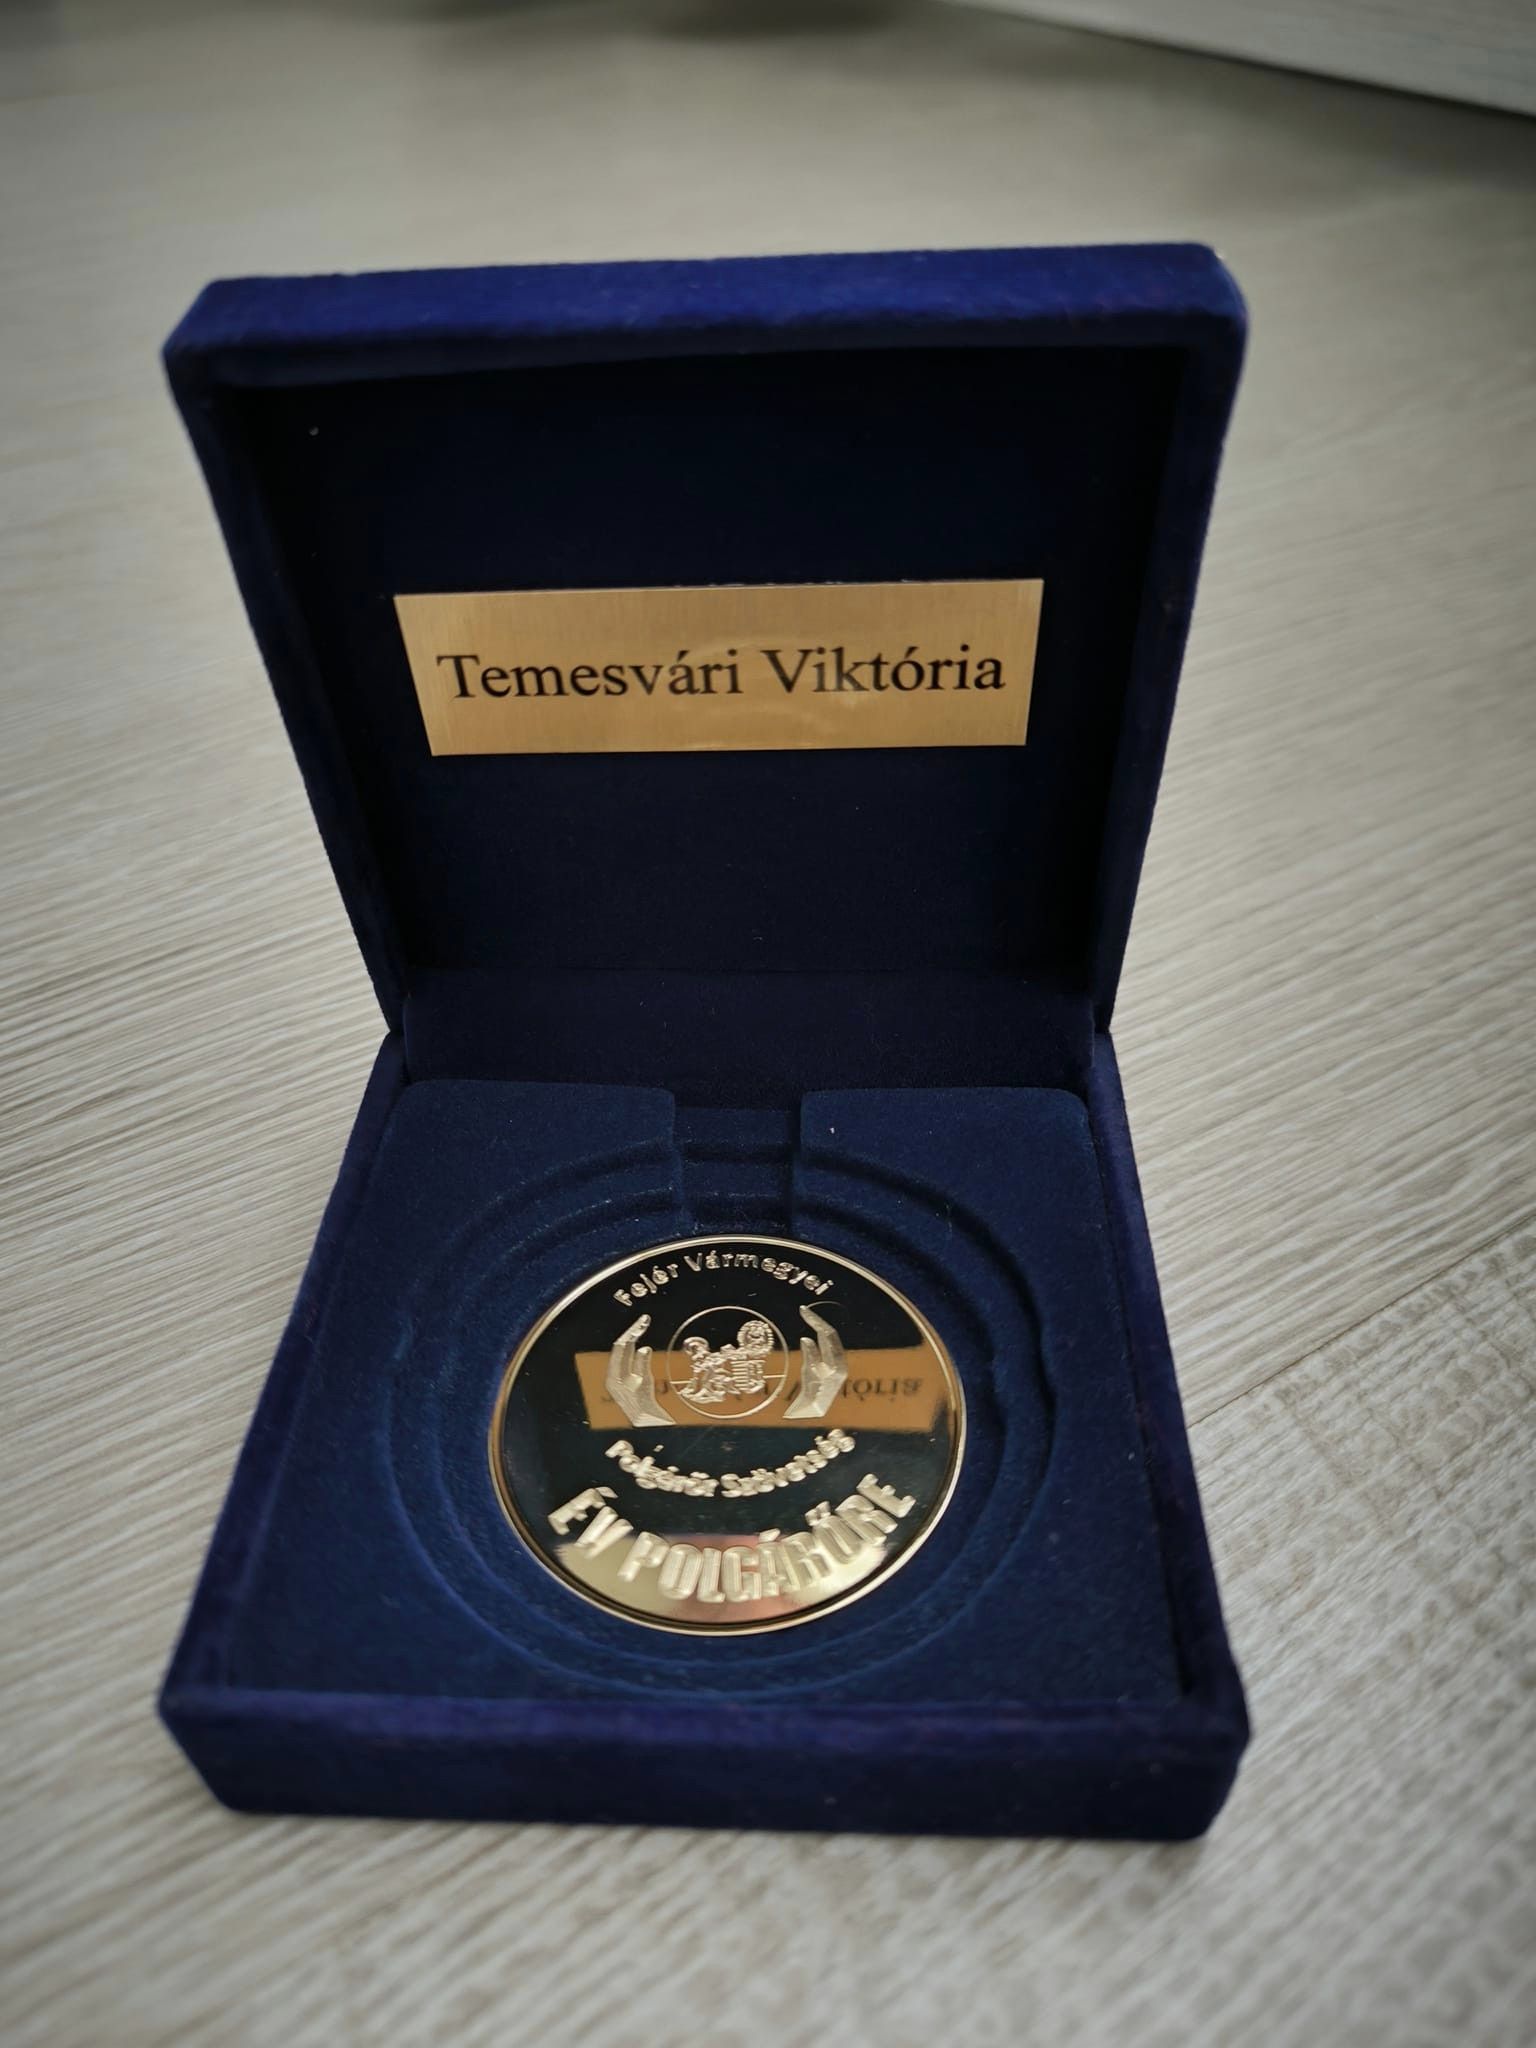 Temesvári Viktória
Fejér Vármegyei
Polgárőr Szövetség
ÉV POLGÁRŐRE